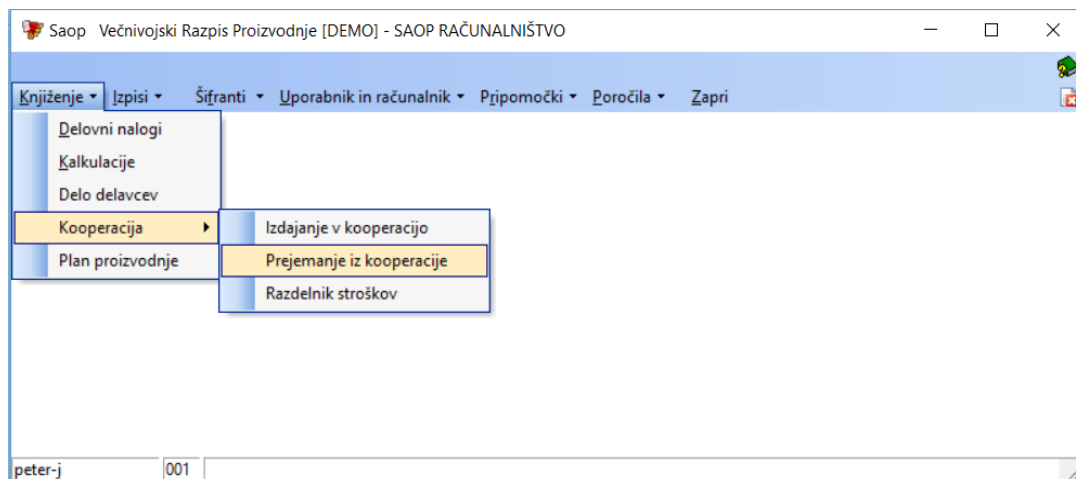 Saop Večnivojski Razpis Proizvodnje [DEMO] - SAOP RAČUNALNIŠTVO
Knjiženje Izpisi Šifranti Uporabnik in računalnik Pripomočki Poročila Zapri
Delovni nalogi
Kalkulacije
Delo delavcev
Kooperacija
Plan proizvodnje
Izdajanje v kooperacijo
Prejemanje iz kooperacije
Razdelnik stroškov
peter-j 001